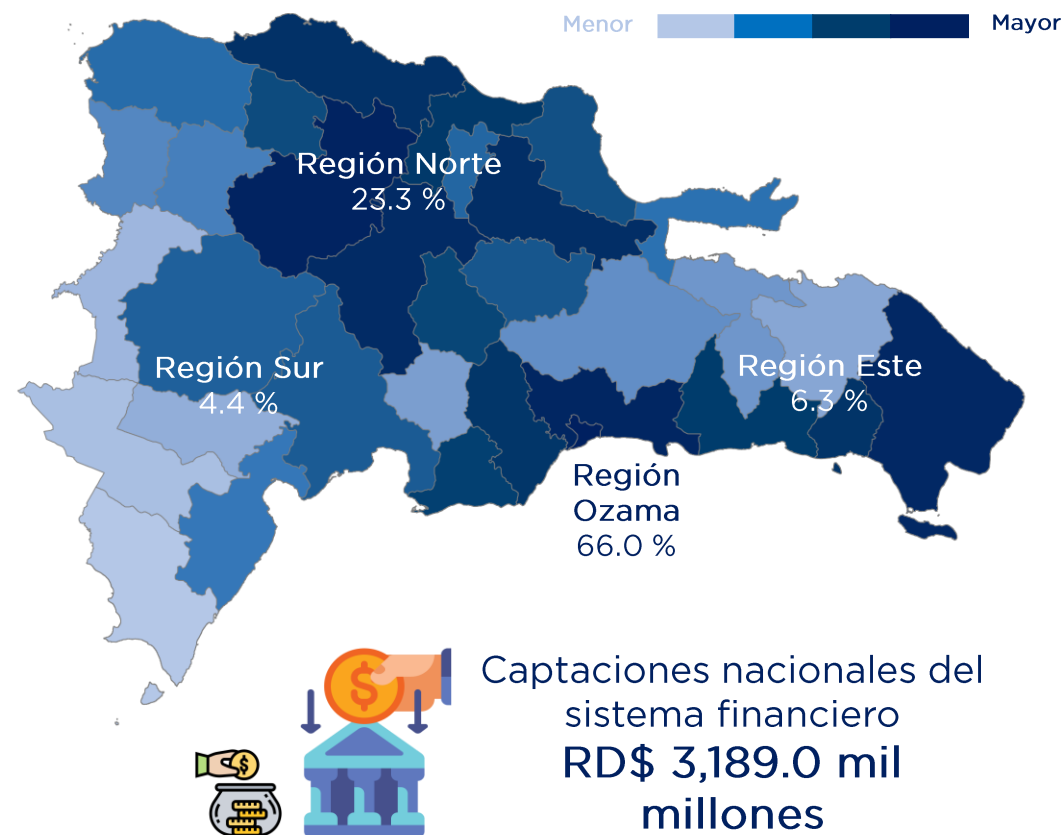 Menor Mayor
Región Norte
23.3 %
Región Sur
4.4 %
Región Este
6.3 %
Región
Ozama
66.0 %
$
$
Captaciones nacionales del
sistema financiero
RD$ 3,189.0 mil
millones